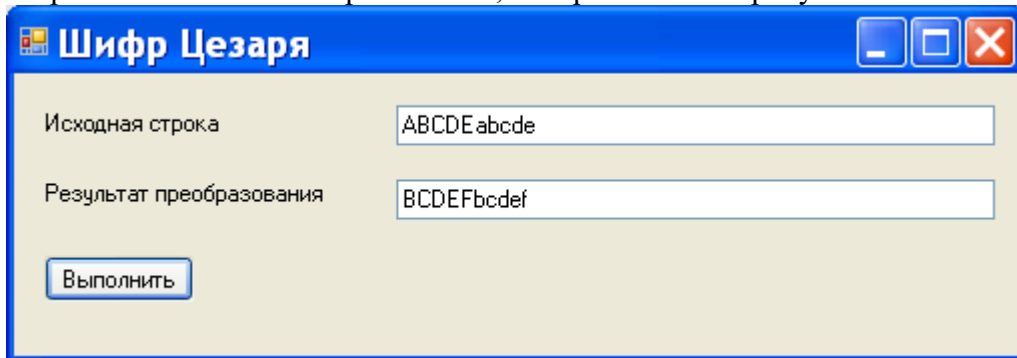 Шифр Цезаря
Исходная строка ABCDEabcde
Результат преобразования BCDEFbcdef
Выполнить